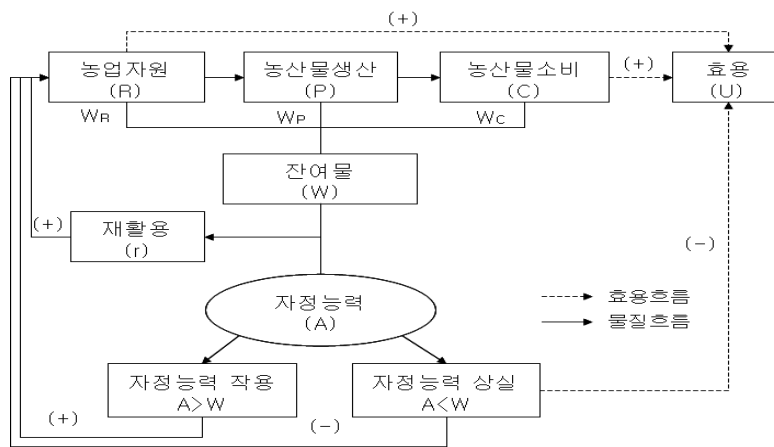 (+)
농업자원
(R)
농산물생산
(P)
농산물소비
(C)
(+)
효용
(U)
WR
WP
WC
잔여물
(W)
(+)
재활용
(r)
(-)
자정능력
(A)
효용흐름
물질흐름
자정능력 작용
A>W
자정능력 상실
A<W
(+)
(-)